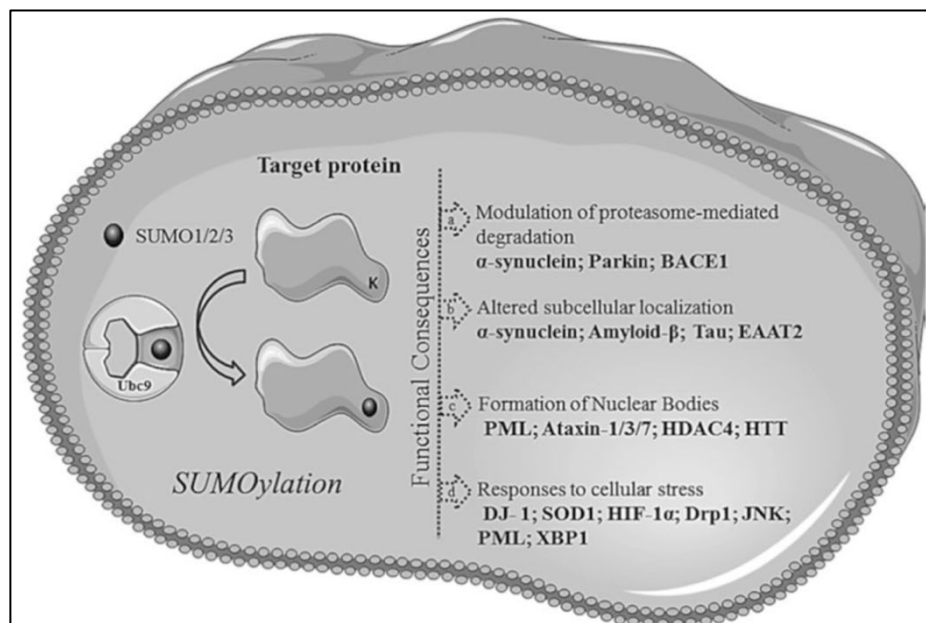 Target protein
SUMO1/2/3
K
Ubc9
SUMOylation
Functional Consequences
a
Modulation of proteasome-mediated
degradation
α-synuclein; Parkin; BACE1
b
Altered subcellular localization
α-synuclein; Amyloid-β; Tau; EAAT2
c
Formation of Nuclear Bodies
PML; Ataxin-1/3/7; HDAC4; HTT
d
Responses to cellular stress
DJ- 1; SOD1; HIF-1α; Drp1; JNK;
PML; XBP1